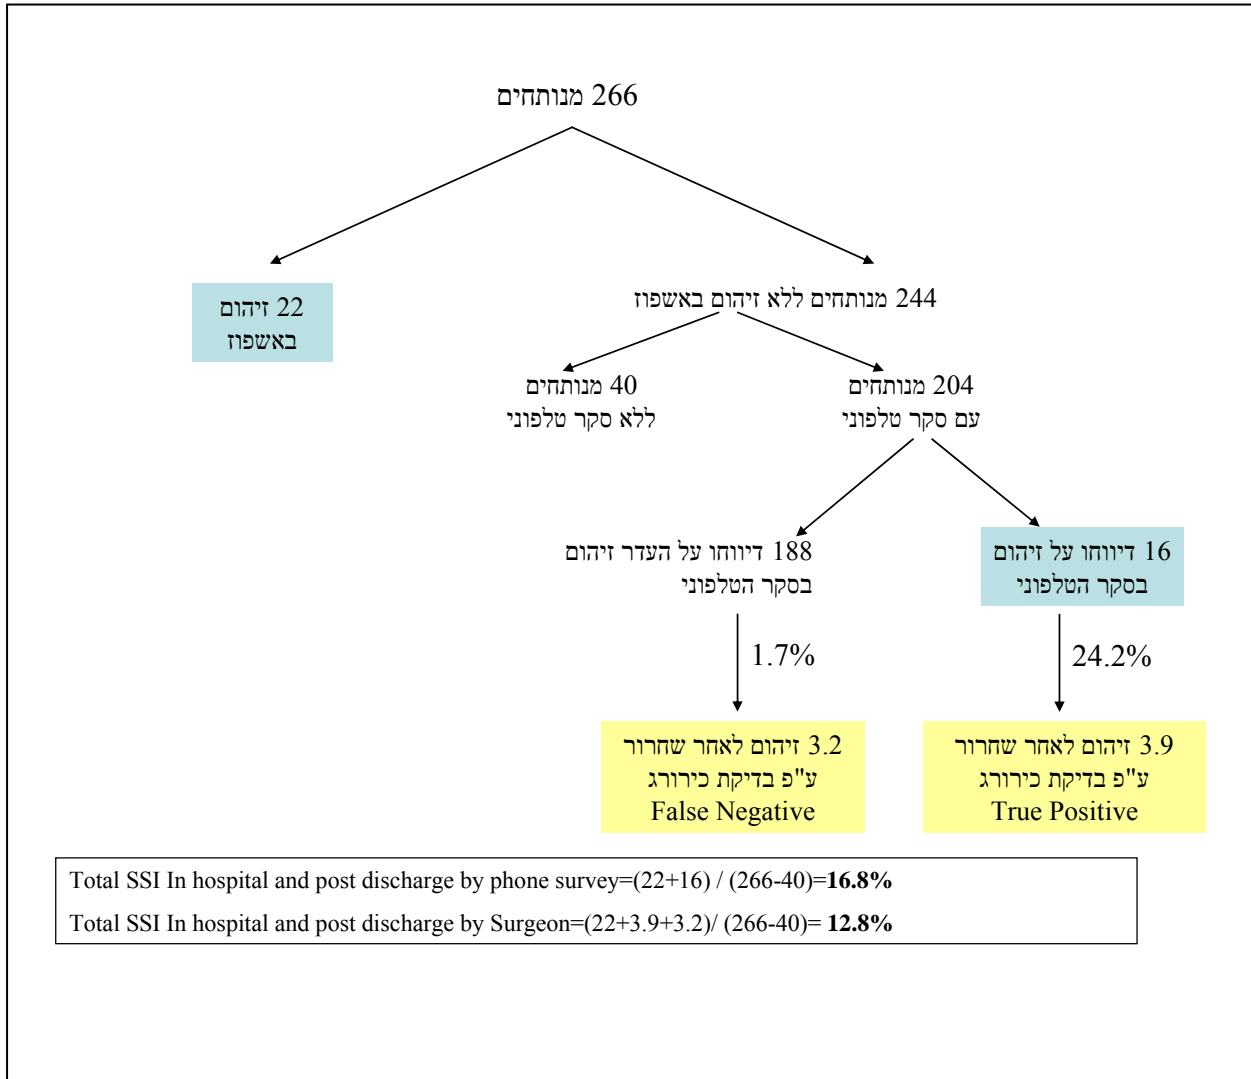 266 מנותחים
22 זיהום
באשפוז
244 מנותחים ללא זיהום באשפוז
40 מנותחים
ללא סקר טלפוני
204 מנותחים
עם סקר טלפוני
188 דיווחו על העדר זיהום
בסקר הטלפוני
16 דיווחו על זיהום
בסקר הטלפוני
1.7%
24.2%
3.2 זיהום לאחר שחרור
ע"פ בדיקת כירורג
False Negative
3.9 זיהום לאחר שחרור
ע"פ בדיקת כירורג
True Positive
Total SSI In hospital and post discharge by phone survey=(22+16) / (266-40)=16.8%
Total SSI In hospital and post discharge by Surgeon=(22+3.9+3.2)/ (266-40)= 12.8%